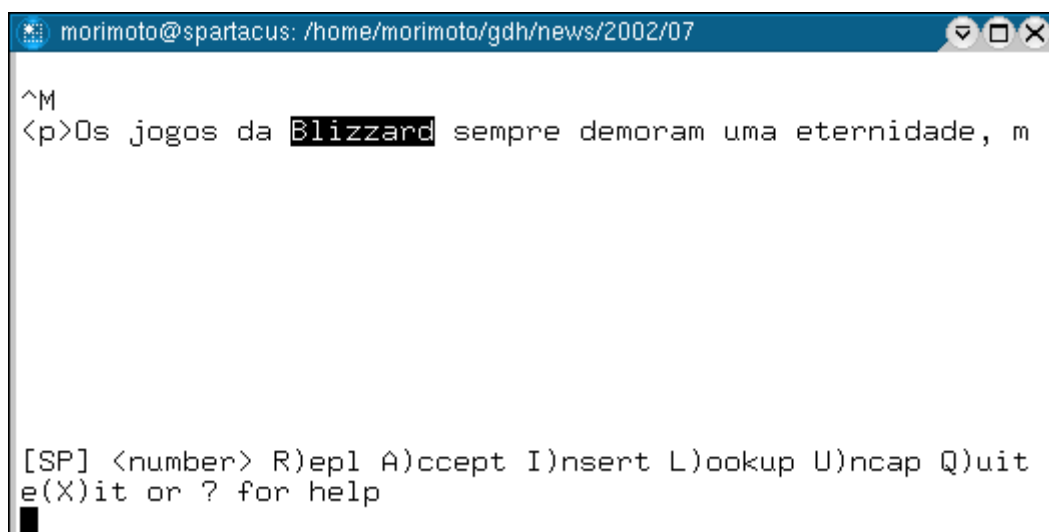 morimoto@spartacus: /home/morimoto/gdh/news/2002/07
^M
<p>Os jogos da Blizzard sempre demoram uma eternidade, m
[SP] <number> R)epl A)ccept I)nsert L)ookup U)ncap Q)uit
e(X)it or ? for help